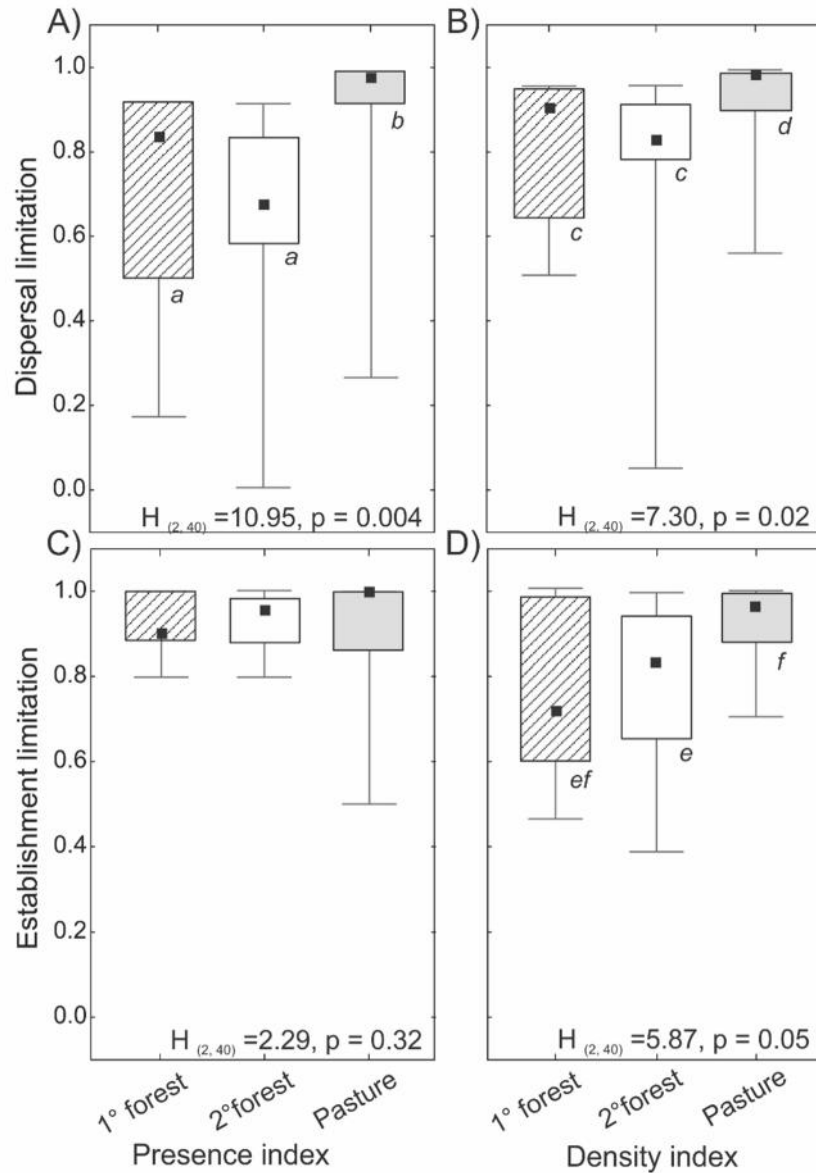 A)
B)
Dispersal limitation
1.0
0.8
0.6
0.4
0.2
0.0
a
a
b
c
c
d
H (2, 40) =10.95, p = 0.004
H (2, 40) =7.30, p = 0.02
C)
D)
Establishment limitation
1.0
0.8
0.6
0.4
0.2
0.0
ef
e
f
H (2, 40) =2.29, p = 0.32
H (2, 40) =5.87, p = 0.05
1° forest
2°forest
Pasture
1° forest
2°forest
Pasture
Presence index
Density index